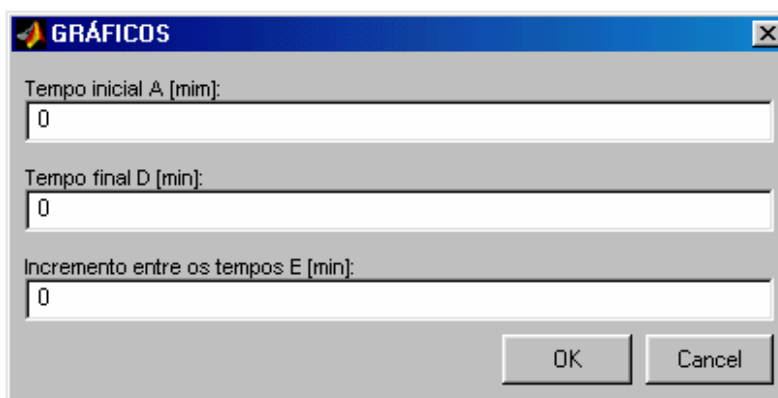 GRÁFICOS
Tempo inicial A [mim]:
0
Tempo final D [min]:
0
Incremento entre os tempos E [min]:
0
OK Cancel